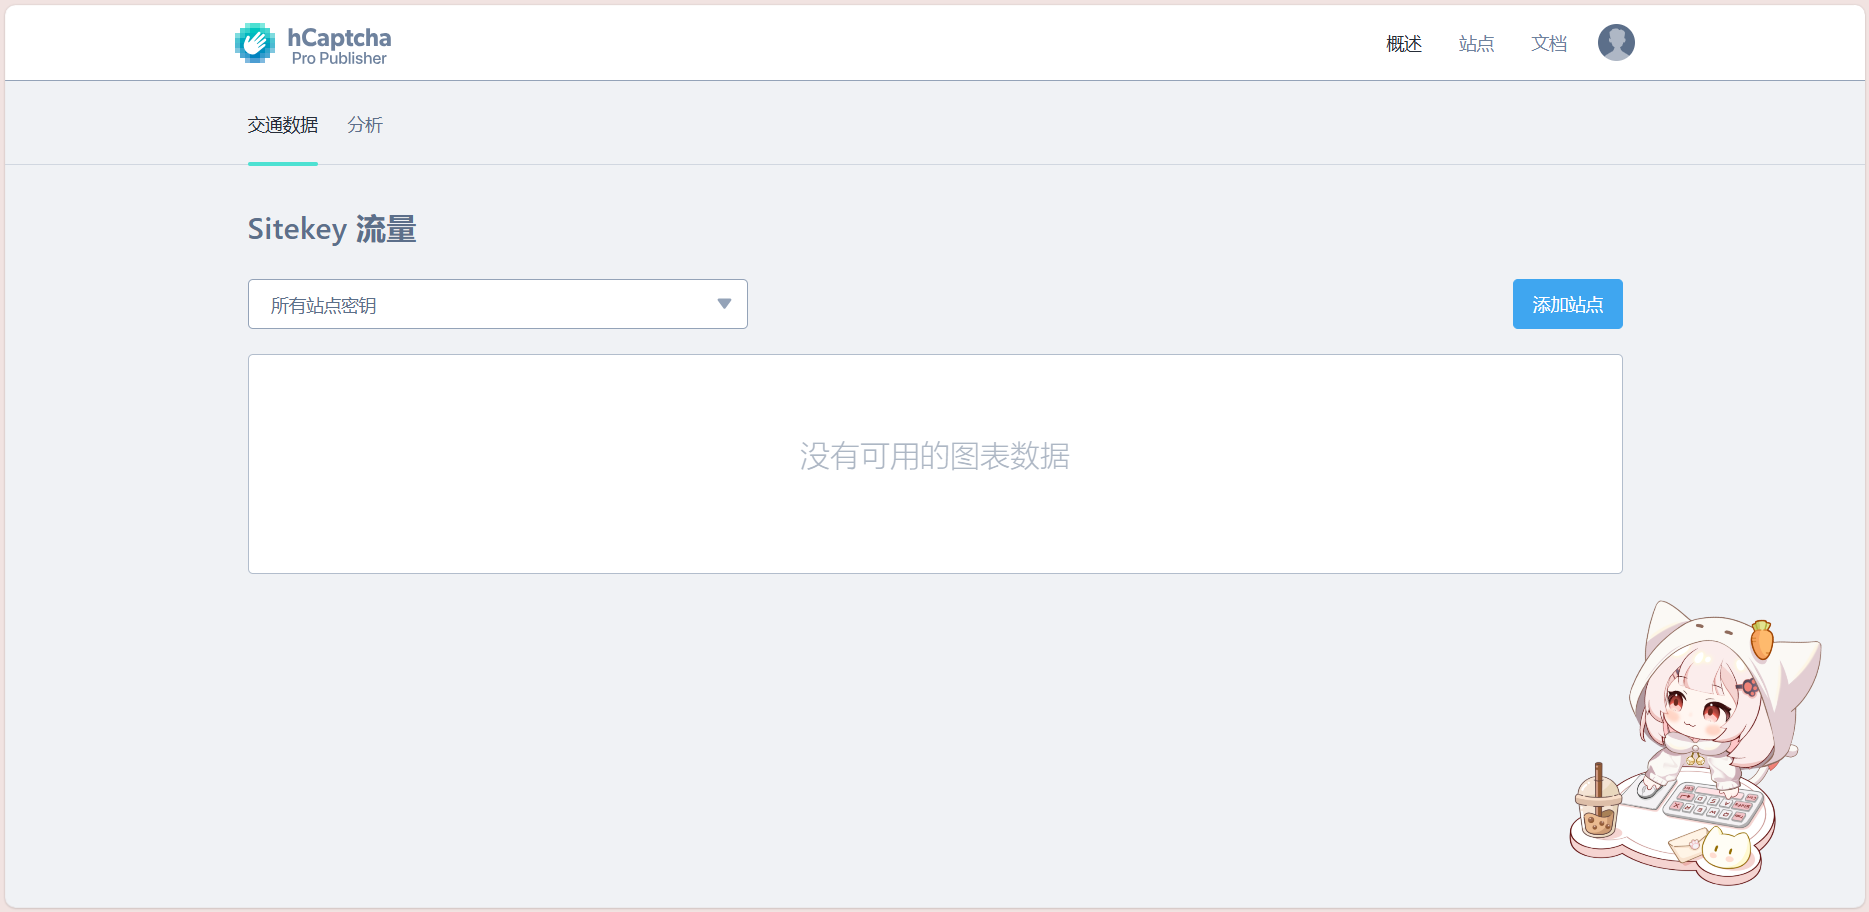 hCaptcha
Pro Publisher
概述
站点
文档
交通数据
分析
Sitekey 流量
所有站点密钥
添加站点
没有可用的图表数据